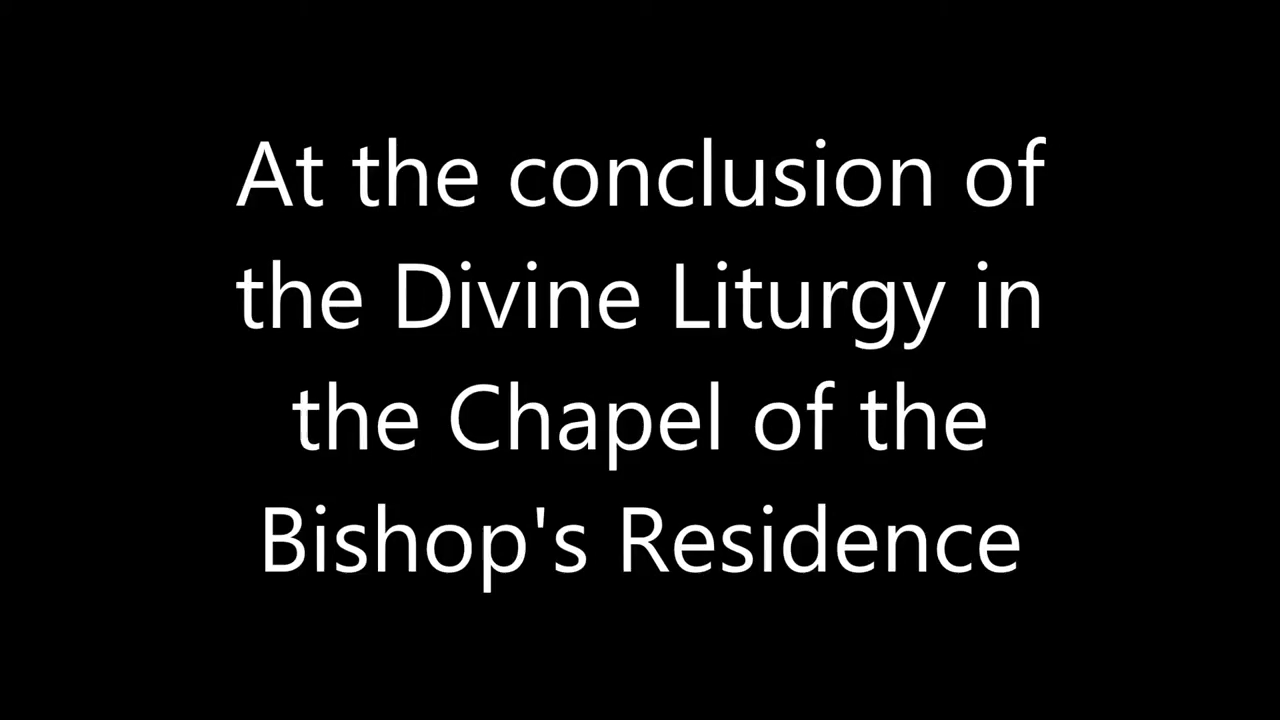 At the conclusion of
the Divine Liturgy in
the Chapel of the
Bishop's Residence